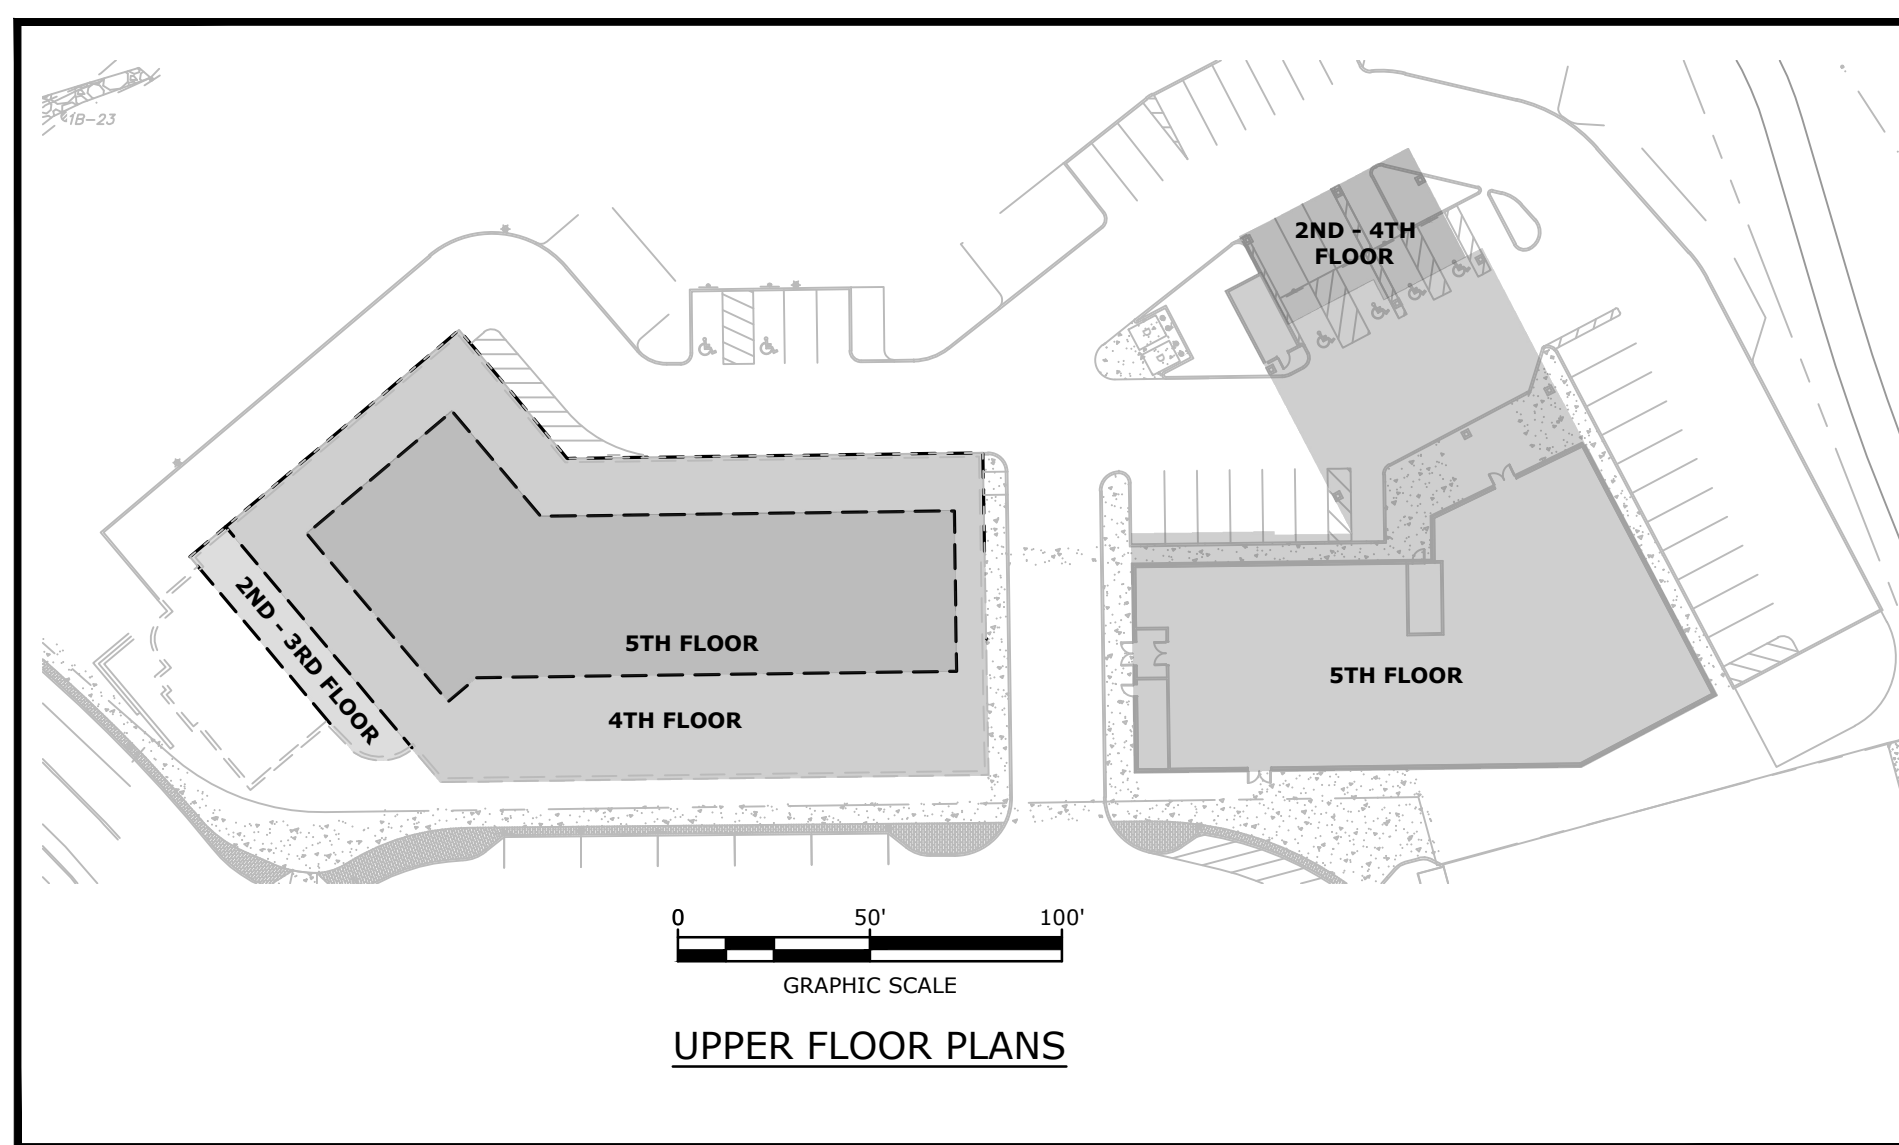 1B-23
2ND - 4TH
FLOOR
2ND - 3RD FLOOR
5TH FLOOR
4TH FLOOR
5TH FLOOR
0 50' 100'
GRAPHIC SCALE
UPPER FLOOR PLANS